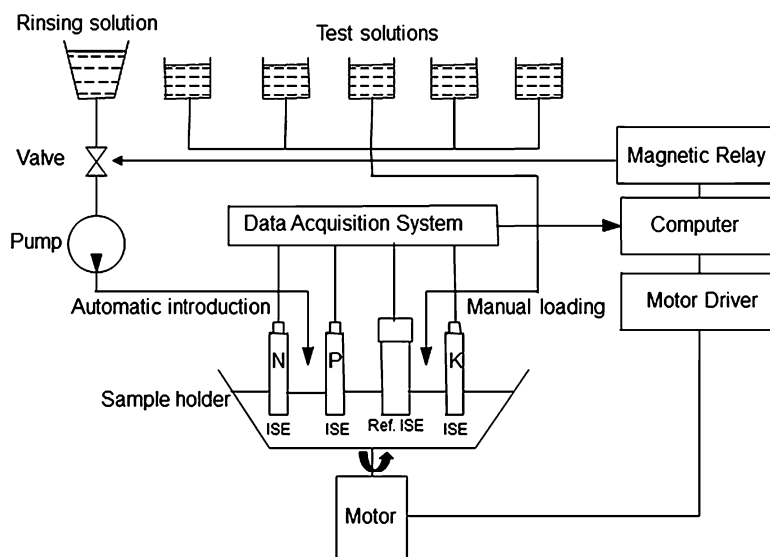 Rinsing solution
Test solutions
Valve
Magnetic Relay
Data Acquisition System
Computer
Pump
Automatic introduction
Manual loading
Motor Driver
N
P
K
Sample holder
ISE
ISE
Ref. ISE
ISE
Motor